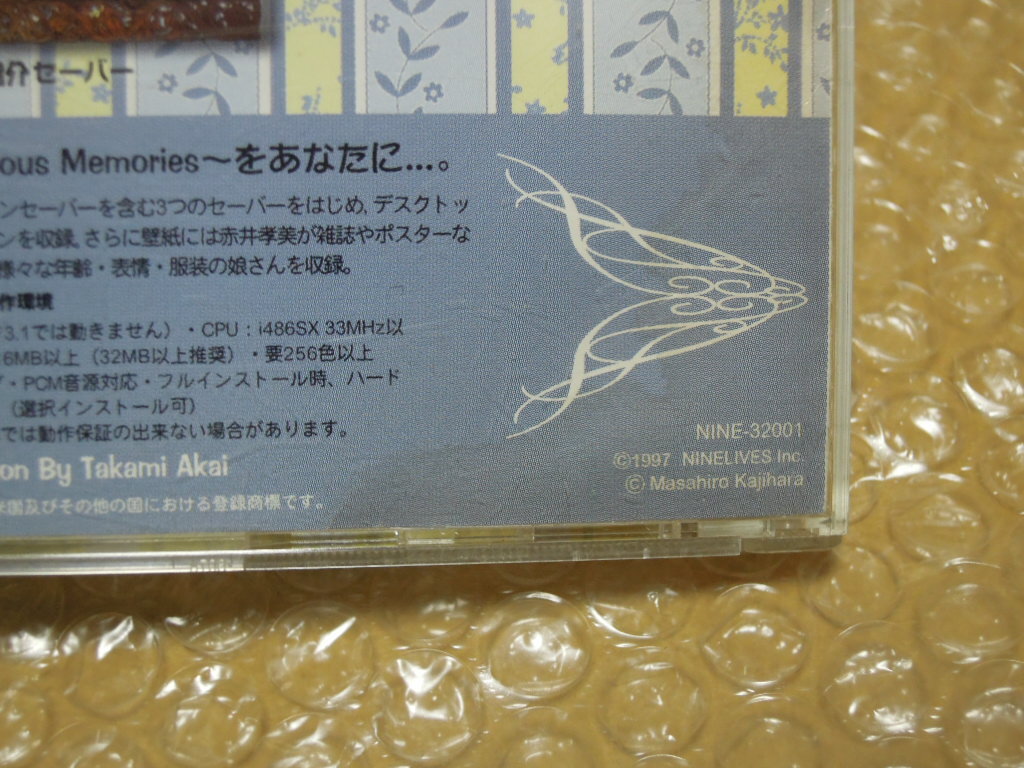 介セーバー
ous Memories～をあなたに…。
ンセーバーを含む3つのセーバーをはじめ、デスクトッ
ンを収録、さらに壁紙には赤井孝美が雑誌やポスターな
様々な年齢・表情・服装の娘さんを収録。
作環境
3.1では動きません）・CPU：i486SX 33MHz以
6MB以上（32MB以上推奨）・要256色以上
・PCM音源対応・フルインストール時、ハード
（選択インストール可）
では動作保証の出来ない場合があります。
on By Takami Akai
米国及びその他の国における登録商標です。
NINE-32001
©1997 NINELIVES Inc.
© Masahiro Kajihara